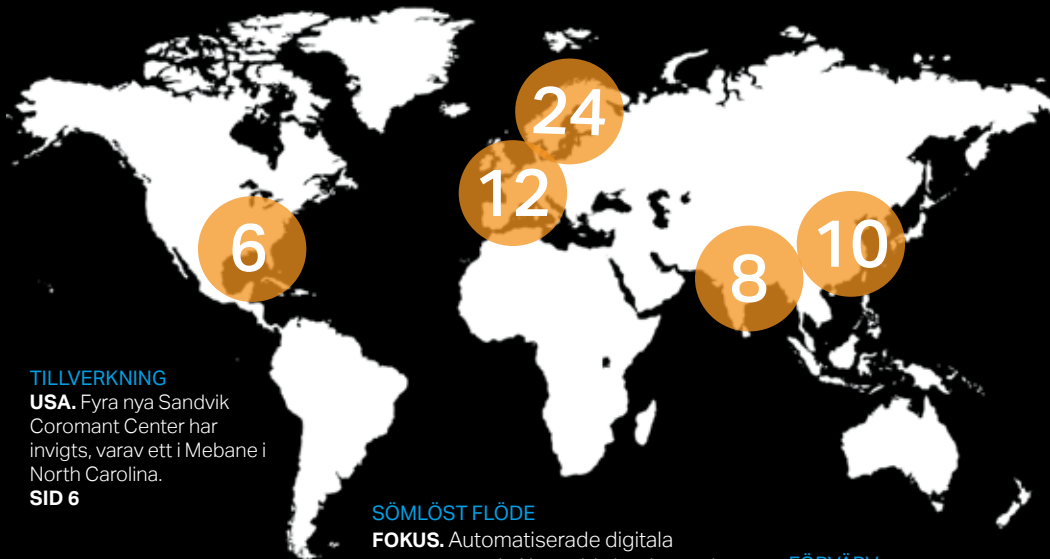 24
12
6
10
8
TILLVERKNING
USA. Fyra nya Sandvik
Coromant Center har
invigts, varav ett i Mebane i
North Carolina.
SID 6
SÖMLÖST FLÖDE
FOKUS. Automatiserade digitala